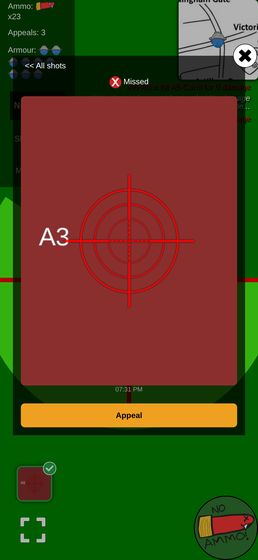 Ammo:
x23
Appeals: 3
Armour:
Victori
<< All shots
Missed
A3
07:31 PM
Appeal
NO
AMMO!